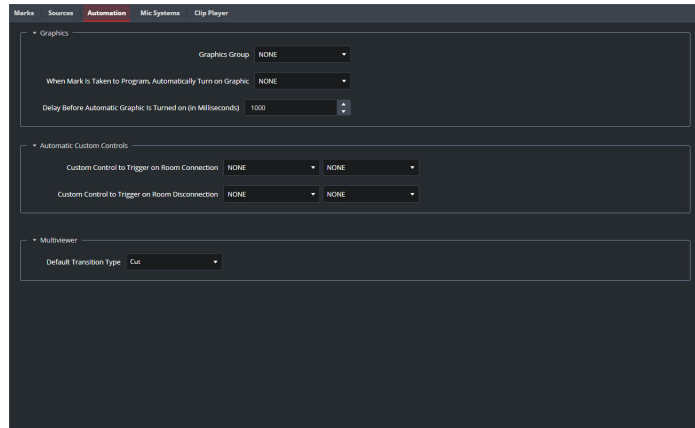 Marks Sources Automation Mic Systems Clip Player
Graphics
Graphics Group NONE
When Mark Is Taken to Program, Automatically Turn on Graphic NONE
Delay Before Automatic Graphic Is Turned on (in Milliseconds) 1000
Automatic Custom Controls
Custom Control to Trigger on Room Connection NONE NONE
Custom Control to Trigger on Room Disconnection NONE NONE
Multiviewer
Default Transition Type Cut